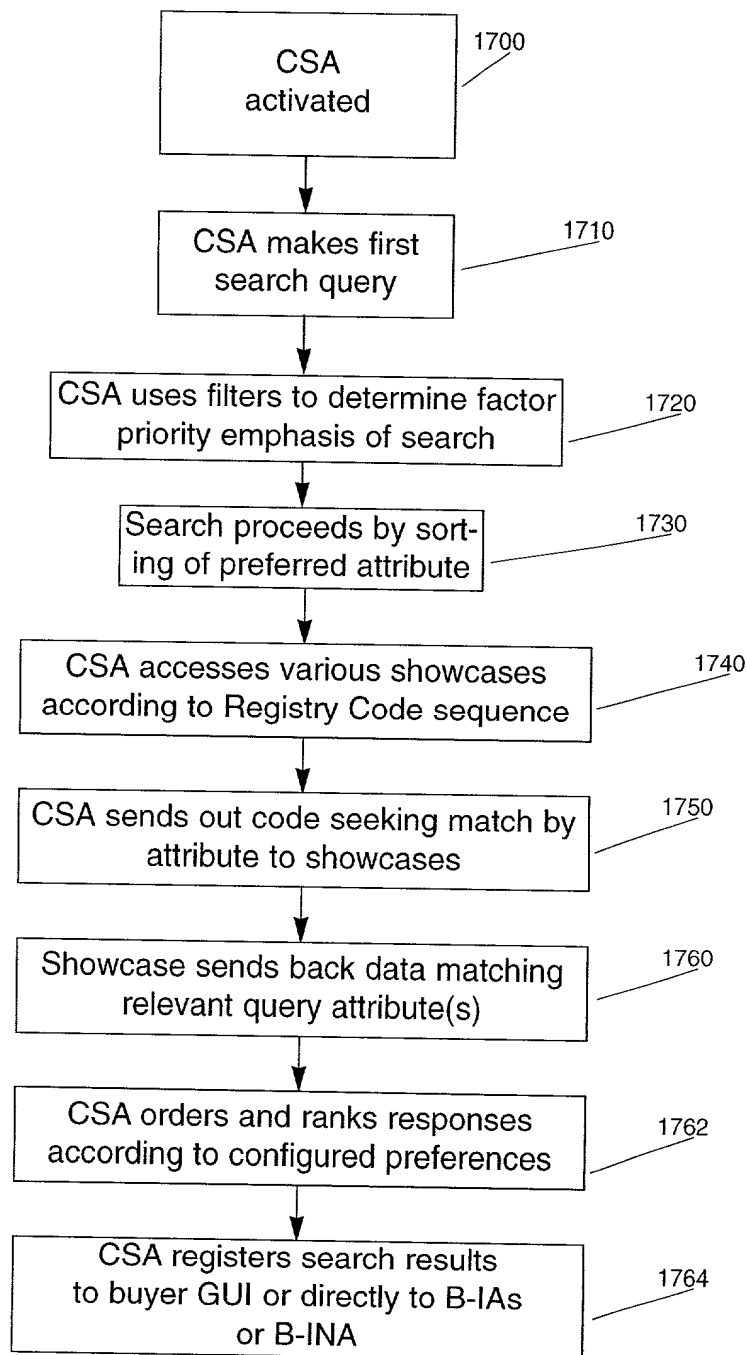 CSA
activated
1700
CSA makes first
search query
1710
CSA uses filters to determine factor
priority emphasis of search
1720
Search proceeds by sort-
ing of preferred attribute
1730
CSA accesses various showcases
according to Registry Code sequence
1740
CSA sends out code seeking match by
attribute to showcases
1750
Showcase sends back data matching
relevant query attribute(s)
1760
CSA orders and ranks responses
according to configured preferences
1762
CSA registers search results
to buyer GUI or directly to B-IAs
or B-INA
1764